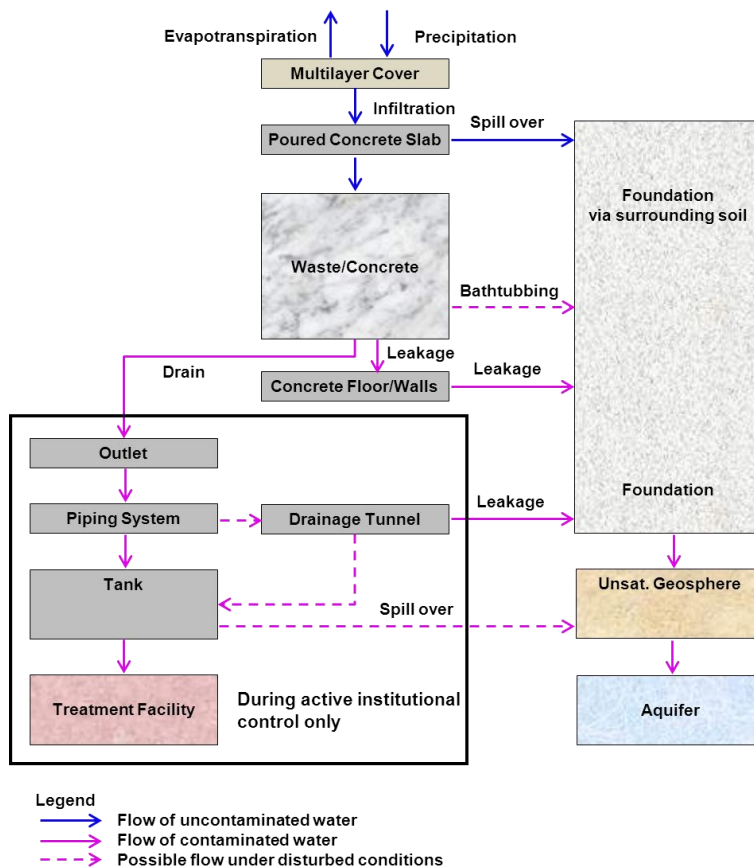 Evapotranspiration
Precipitation
Multilayer Cover
Infiltration
Spill over
Poured Concrete Slab
Foundation
via surrounding soil
Waste/Concrete
Bathtubbing
Leakage
Drain
Concrete Floor/Walls
Leakage
Outlet
Foundation
Leakage
Piping System
Drainage Tunnel
Tank
Unsat. Geosphere
Spill over
During active institutional
control only
Treatment Facility
Aquifer
Legend
Flow of uncontaminated water
Flow of contaminated water
Possible flow under disturbed conditions